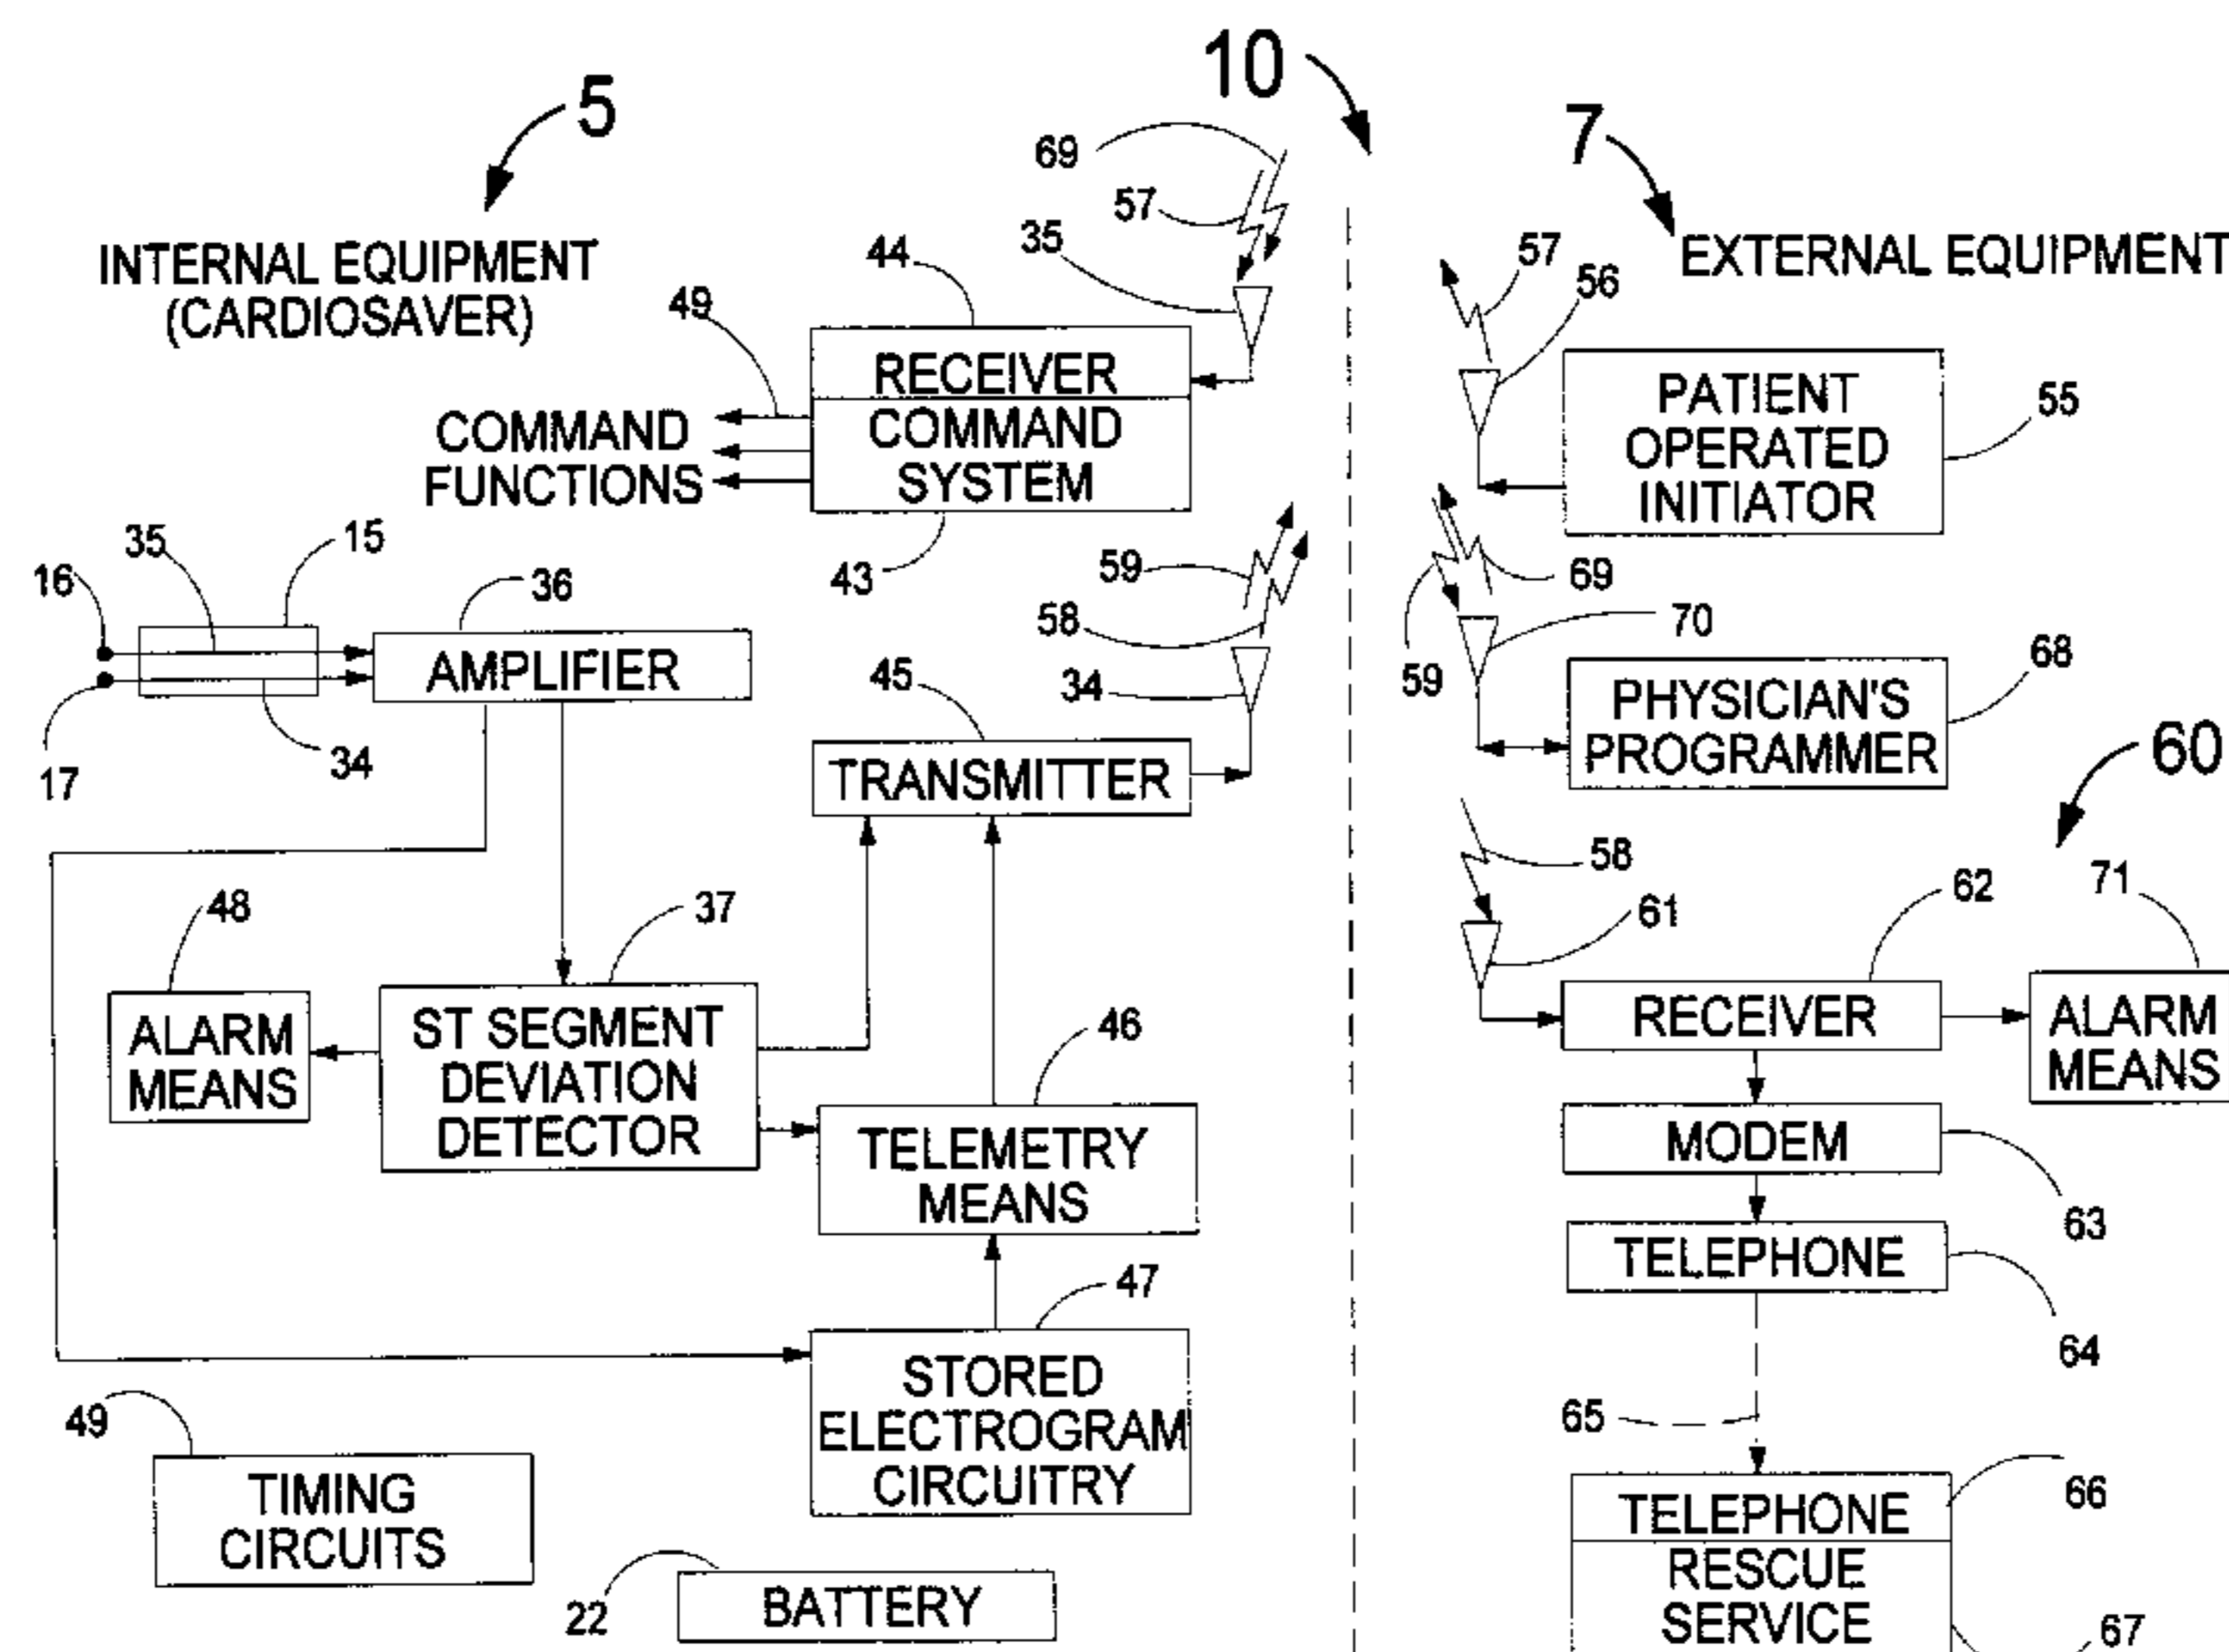 10
5
7
69
57
35
44
49
57
56
INTERNAL EQUIPMENT
(CARDIOSAVER)
EXTERNAL EQUIPMENT
RECEIVER
COMMAND
SYSTEM
COMMAND
FUNCTIONS
PATIENT
OPERATED
INITIATOR
55
35
15
16
36
43
59
58
34
69
70
59
AMPLIFIER
17
34
45
TRANSMITTER
PHYSICIAN'S
PROGRAMMER
68
60
58
61
62
71
48
37
ALARM
MEANS
ST SEGMENT
DEVIATION
DETECTOR
46
TELEMETRY
MEANS
RECEIVER
ALARM
MEANS
MODEM
63
TELEPHONE
64
47
STORED
ELECTROGRAM
CIRCUITRY
49
TIMING
CIRCUITS
22
BATTERY
65
66
TELEPHONE
RESCUE
SERVICE
67